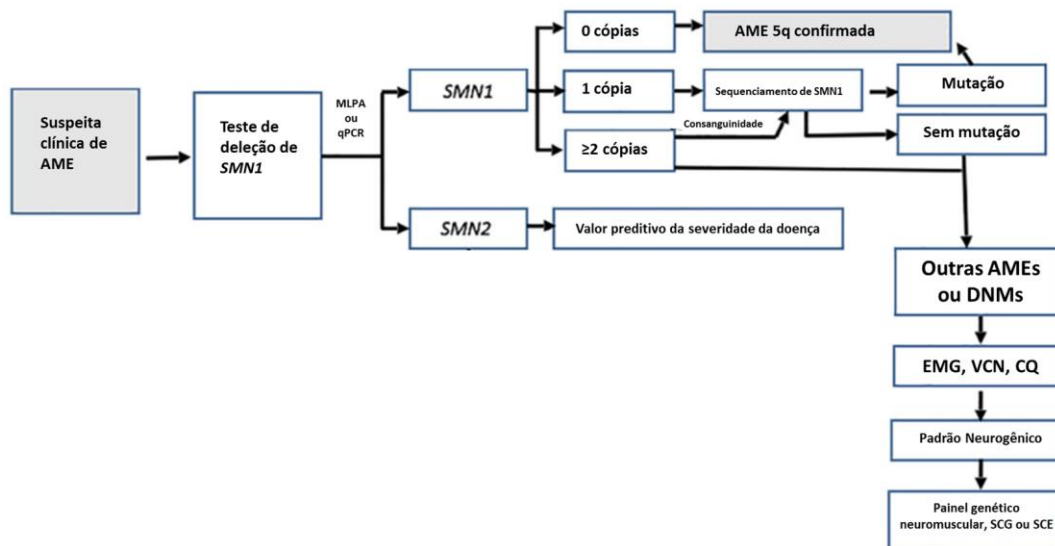 Suspeita
clínica de
AME
Teste de
deleção de
SMN1
MLPA
ou
qPCR
SMN1
0 cópias
AME 5q confirmada
1 cópia
Sequenciamento de SMN1
Mutação
≥2 cópias
Consanguinidade
Sem mutação
SMN2
Valor preditivo da severidade da doença
Outras AMEs
ou DNMs
EMG, VCN, CQ
Padrão Neurogênico
Painel genético
neuromuscular, SCG ou SCE